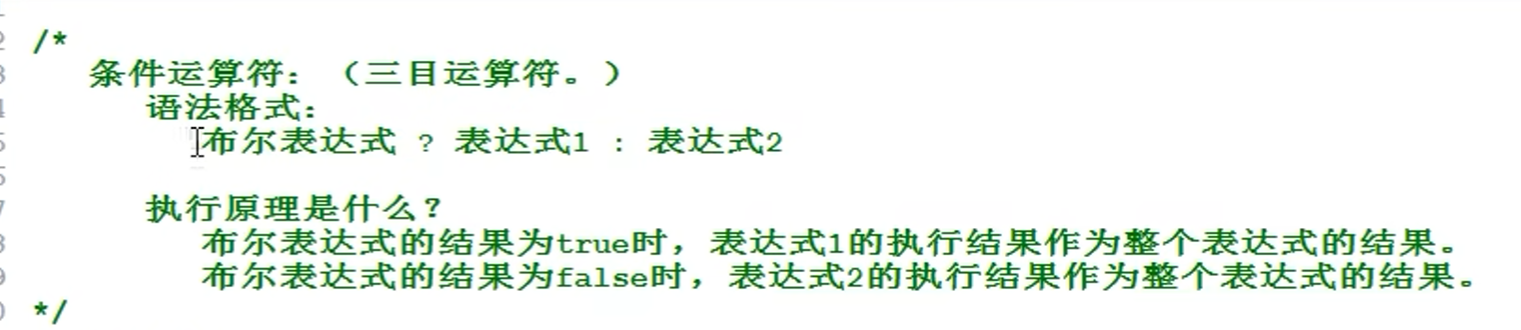 /*
条件运算符：（三目运算符。）
语法格式：
布尔表达式 ? 表达式1 : 表达式2
执行原理是什么？
布尔表达式的结果为true时，表达式1的执行结果作为整个表达式的结果。
布尔表达式的结果为false时，表达式2的执行结果作为整个表达式的结果。
*/